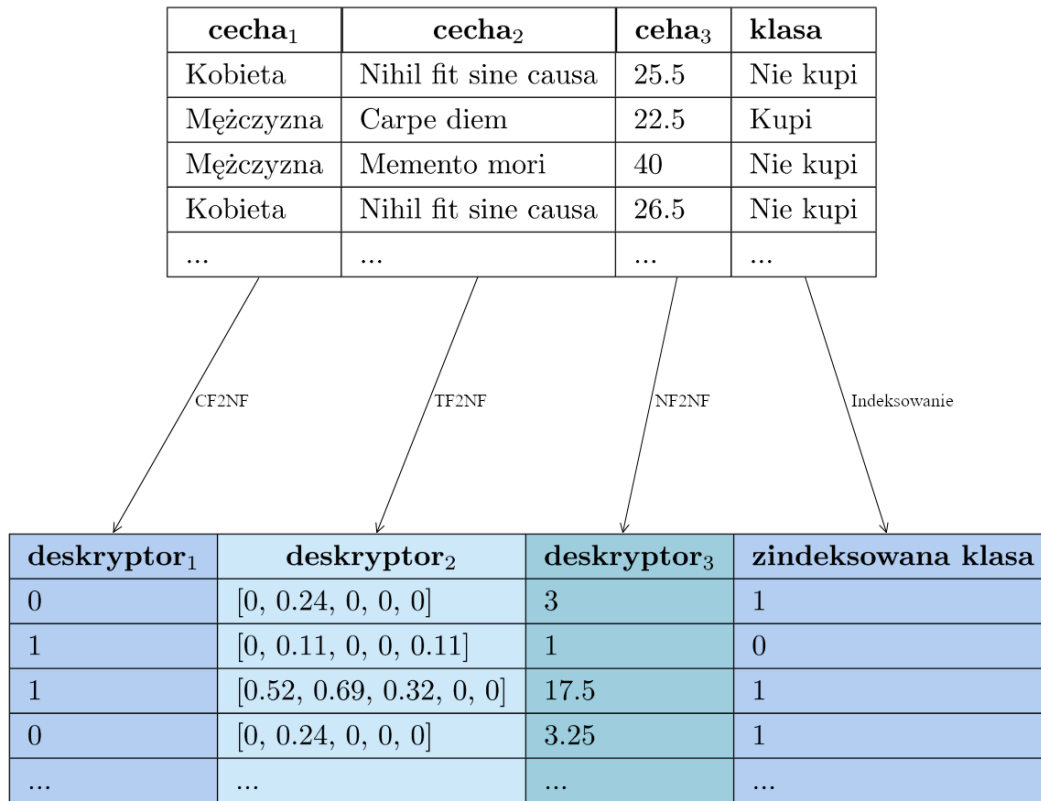 cecha₁ cecha₂ ceha₃ klasa
Kobieta Nihil fit sine causa 25.5 Nie kupi
Mężczyzna Carpe diem 22.5 Kupi
Mężczyzna Memento mori 40 Nie kupi
Kobieta Nihil fit sine causa 26.5 Nie kupi
... ... ... ...
CF2NF TF2NF NF2NF Indeksowanie
deskryptor₁ deskryptor₂ deskryptor₃ zindeksowana klasa
0 [0, 0.24, 0, 0, 0] 3 1
1 [0, 0.11, 0, 0, 0.11] 1 0
1 [0.52, 0.69, 0.32, 0, 0] 17.5 1
0 [0, 0.24, 0, 0, 0] 3.25 1
... ... ... ...